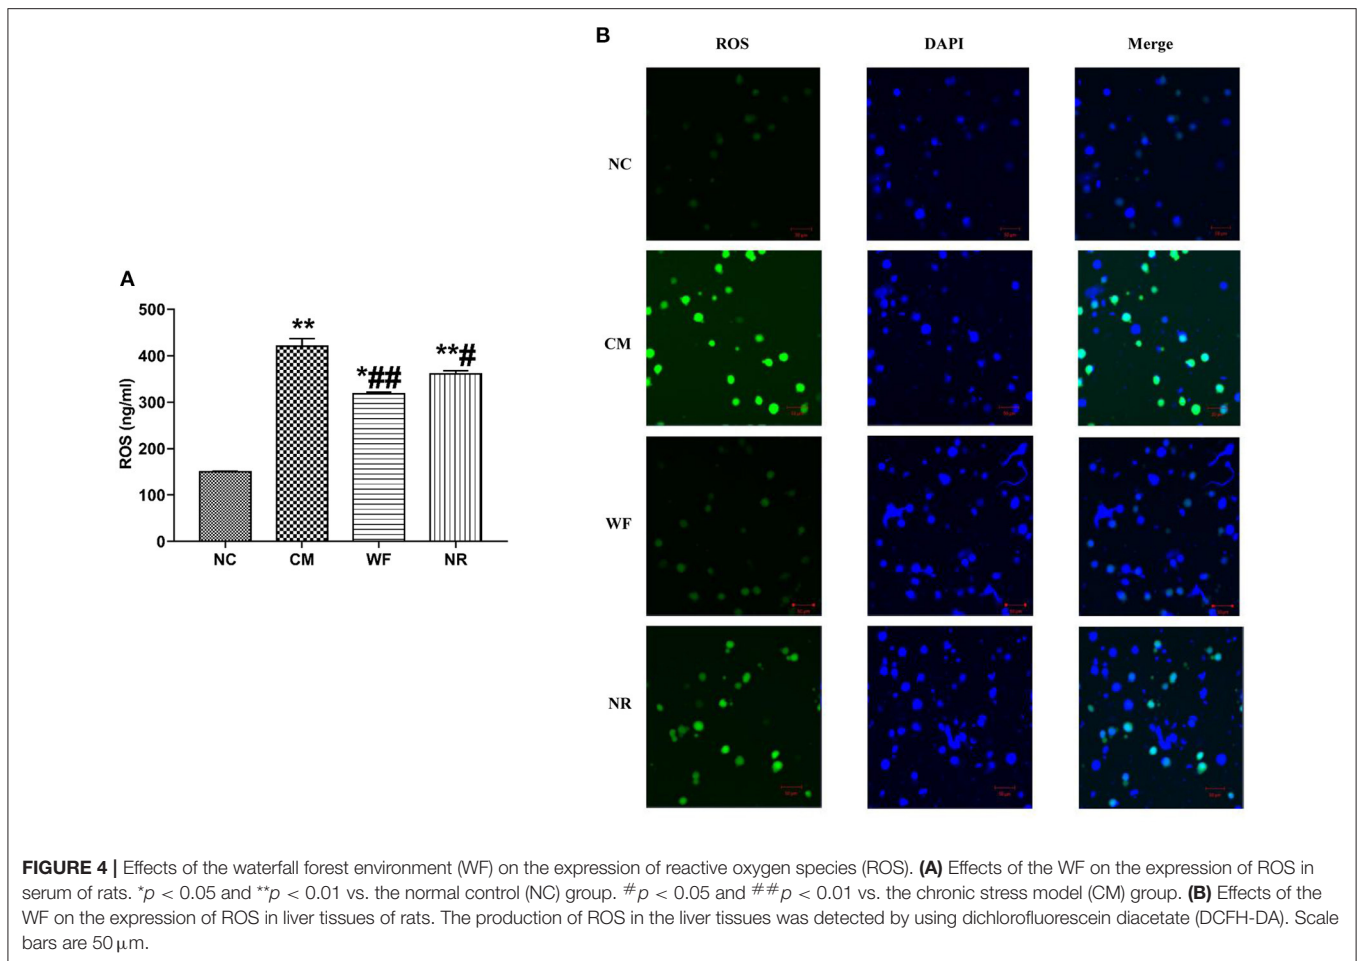 B
ROS DAPI Merge
NC
CM
WF
NR
A
ROS (ng/ml)
500
400
300
200
100
0
**
*##
**#
NC CM WF NR
FIGURE 4 | Effects of the waterfall forest environment (WF) on the expression of reactive oxygen species (ROS). (A) Effects of the WF on the expression of ROS in
serum of rats. *p < 0.05 and **p < 0.01 vs. the normal control (NC) group. #p < 0.05 and ##p < 0.01 vs. the chronic stress model (CM) group. (B) Effects of the
WF on the expression of ROS in liver tissues of rats. The production of ROS in the liver tissues was detected by using dichlorofluorescein diacetate (DCFH-DA). Scale
bars are 50 μm.